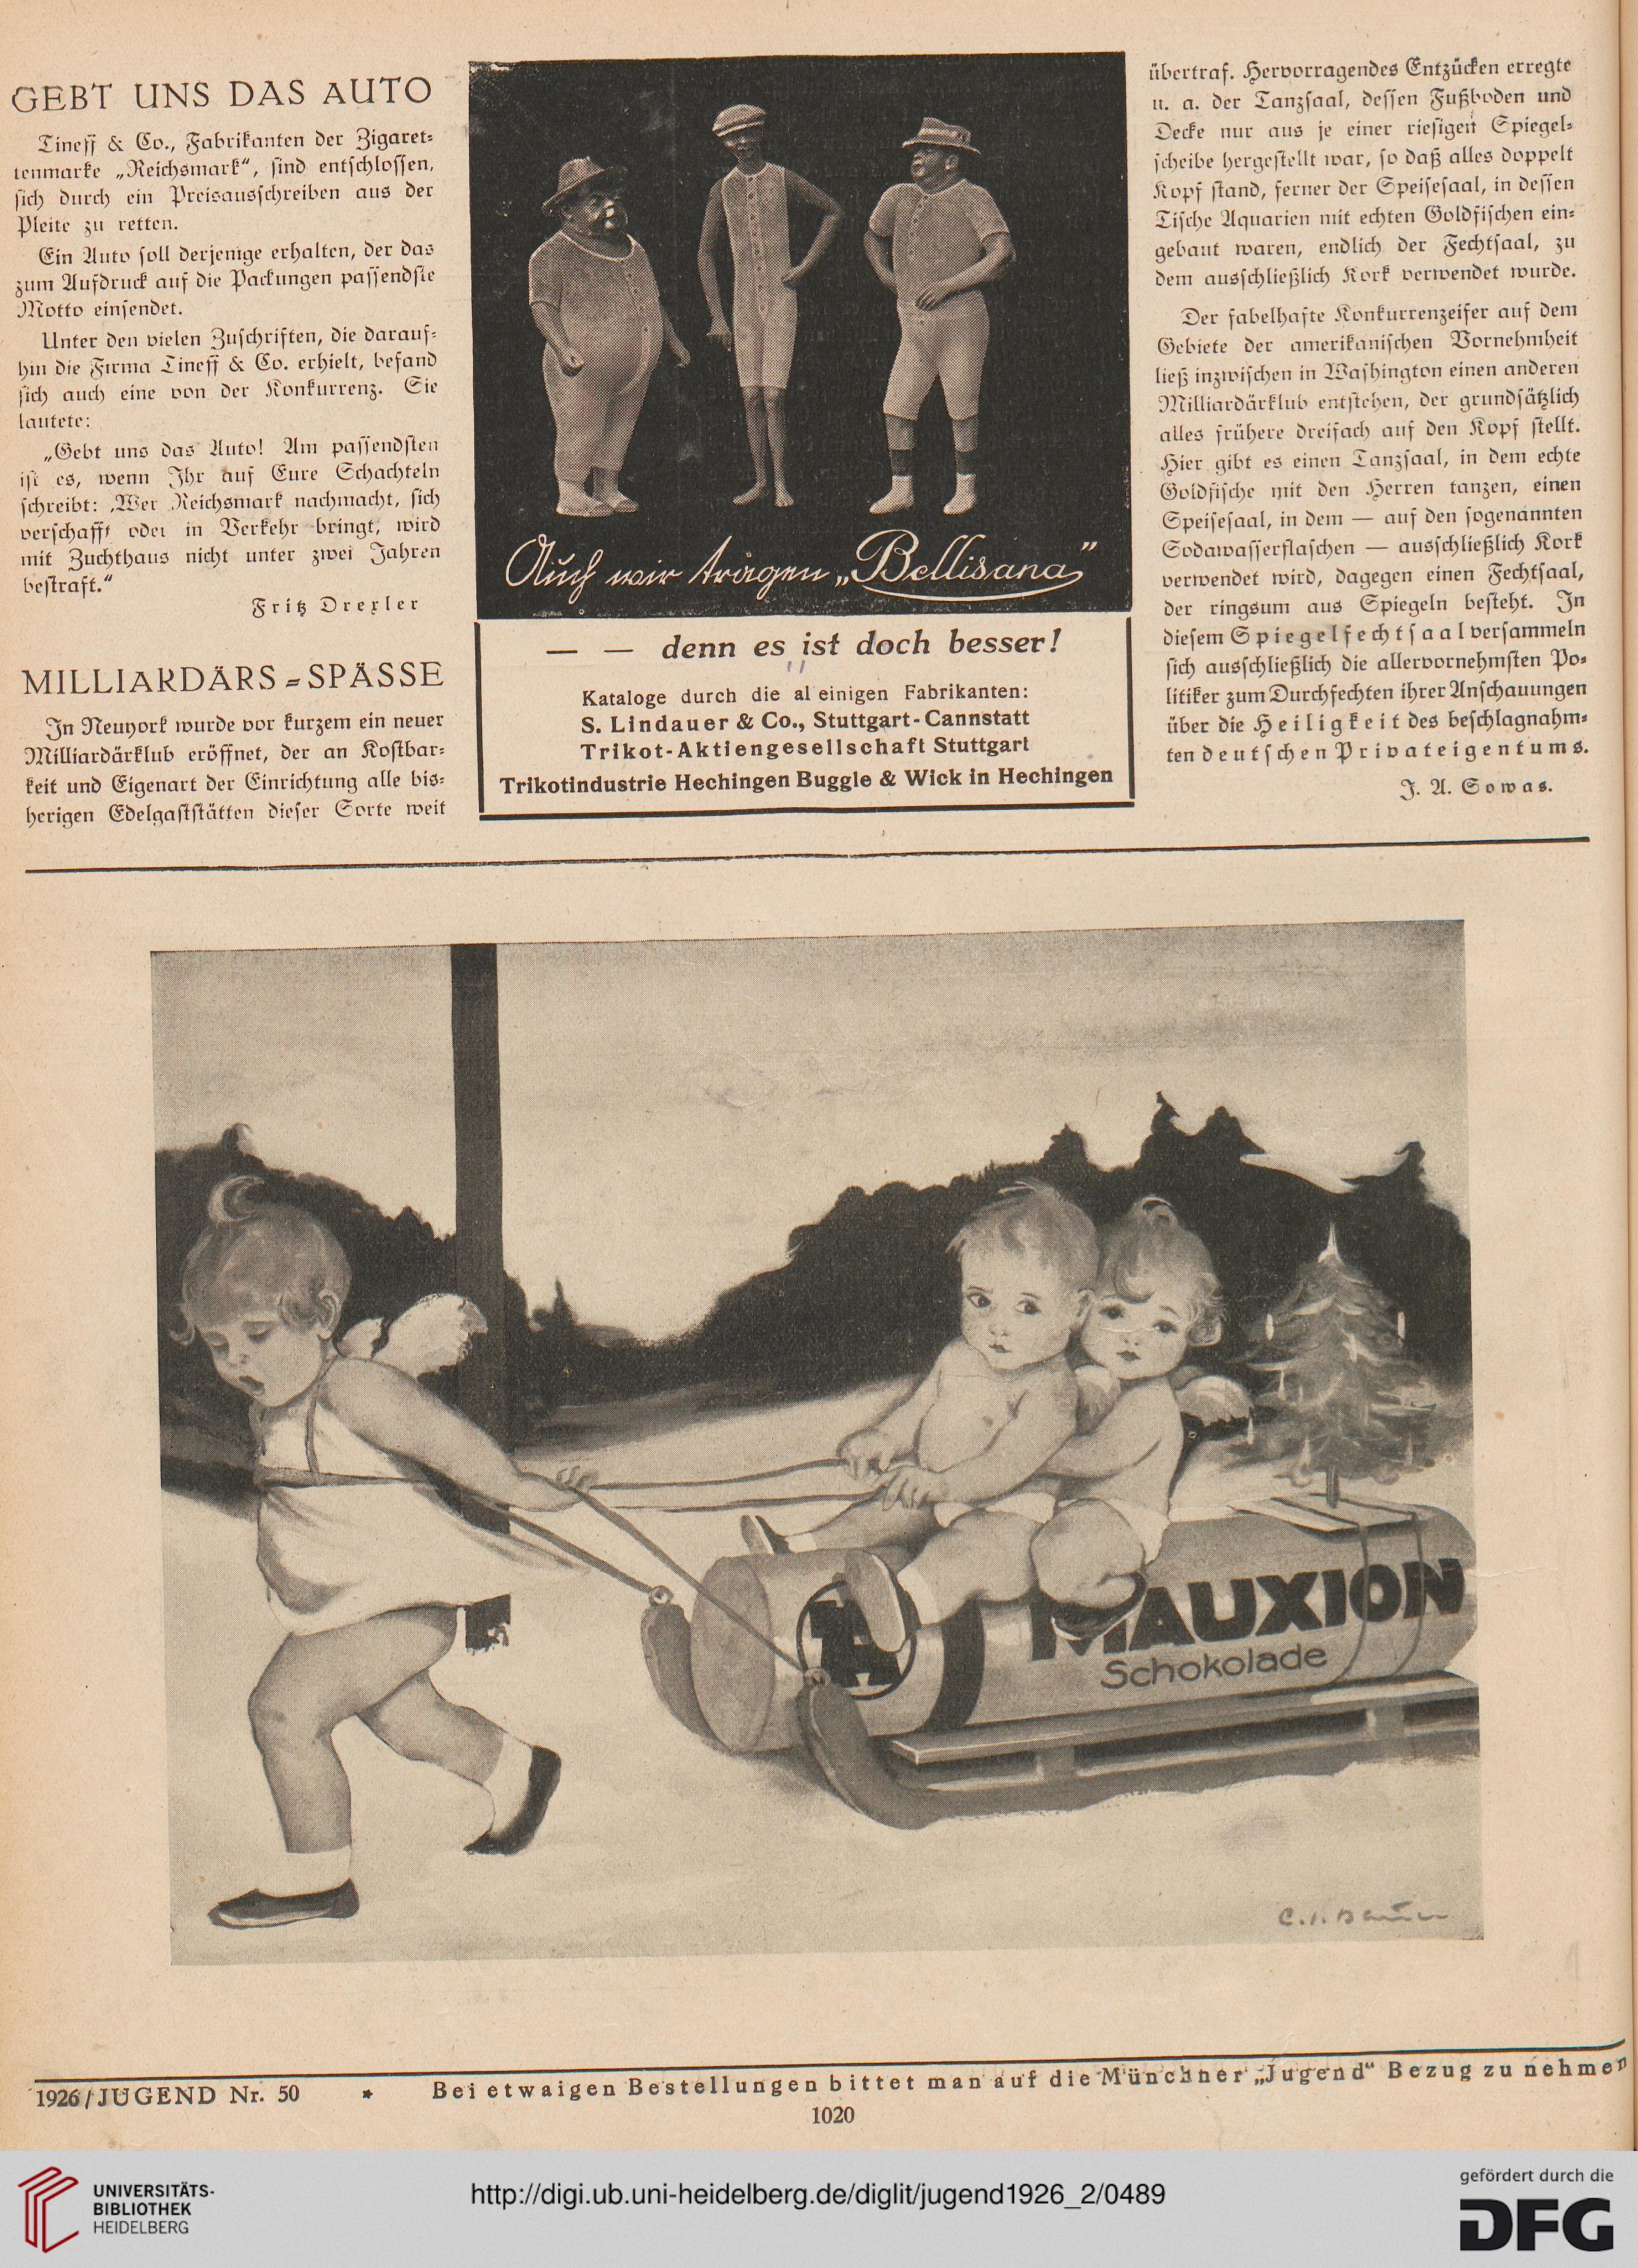 GEBT UNS DAS AUTO
Tineff & Co., Fabrikanten der Zigaret-
tenmarke „Reichsmark“, sind entschlossen,
sich durch ein Preisausschreiben aus der
Pleite zu retten.
Ein Auto soll derjenige erhalten, der das
zum Aufdruck auf die Packungen passendste
Motto einsendet.
Unter den vielen Zuschriften, die darauf-
hin die Firma Tineff & Co. erhielt, befand
sich auch eine von der Konkurrenz. Sie
lautete:
„Gebt uns das Auto! Am passendsten
ist es, wenn Ihr auf Eure Schachteln
schreibt: ‚Wer Reichsmark nachmacht, sich
verschafft oder in Verkehr bringt, wird
mit Zuchthaus nicht unter zwei Jahren
bestraft.“
Fritz Drexler
MILLIARDÄRS-SPÄSSE
In Neuyork wurde vor kurzem ein neuer
Milliardärklub eröffnet, der an Kostbar-
keit und Eigenart der Einrichtung alle bis-
herigen Edelgaststätten dieser Sorte weit
Auch wir tragen „Bellisana“
— — denn es ist doch besser!
Kataloge durch die al einigen Fabrikanten:
S. Lindauer & Co., Stuttgart-Cannstatt
Trikot-Aktiengesellschaft Stuttgart
Trikotindustrie Hechingen Buggle & Wick in Hechingen
übertraf. Hervorragendes Entzücken erregte
u. a. der Tanzsaal, dessen Fußboden und
Decke nur aus je einer riesigen Spiegel-
scheibe hergestellt war, so daß alles doppelt
Kopf stand, ferner der Speisesaal, in dessen
Tische Aquarien mit echten Goldfischen ein-
gebaut waren, endlich der Fechtsaal, zu
dem ausschließlich Kork verwendet wurde.
Der fabelhafte Konkurrenzeifer auf dem
Gebiete der amerikanischen Vornehmheit
ließ inzwischen in Washington einen anderen
Milliardärklub entstehen, der grundsätzlich
alles frühere dreifach auf den Kopf stellt.
Hier gibt es einen Tanzsaal, in dem echte
Goldfische mit den Herren tanzen, einen
Speisesaal, in dem — auf den sogenannten
Sodawasserflaschen — ausschließlich Kork
verwendet wird, dagegen einen Fechtsaal,
der ringsum aus Spiegeln besteht. In
diesem Spiegelfechtsaal versammeln
sich ausschließlich die allervornehmsten Po-
litiker zum Durchfechten ihrer Anschauungen
über die Heiligkeit des beschlagnahm-
ten deutschen Privateigentums.
J. A. Sowas.
MAUXION
Schokolade
1926 / JUGEND Nr. 50 * Bei etwaigen Bestellungen bittet man auf die Münchner „Jugend“ Bezug zu nehmen
1020
UNIVERSITÄTS-
BIBLIOTHEK
HEIDELBERG
http://digi.ub.uni-heidelberg.de/diglit/jugend1926_2/0489
gefördert durch die
DFG